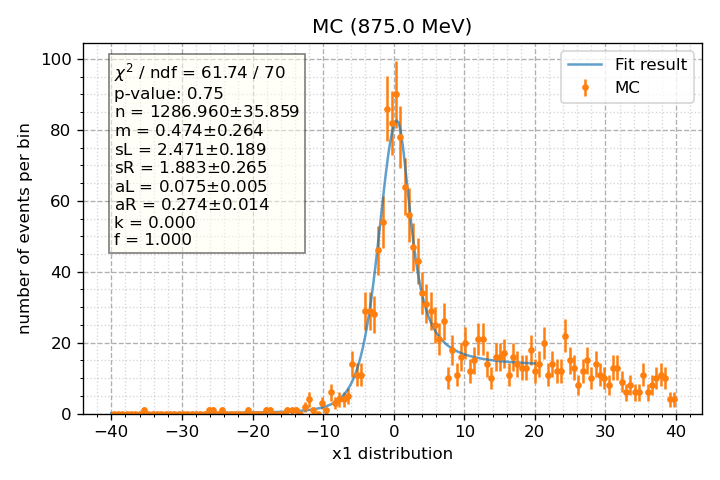 MC (875.0 MeV)
χ² / ndf = 61.74 / 70
p-value: 0.75
n = 1286.960±35.859
m = 0.474±0.264
sL = 2.471±0.189
sR = 1.883±0.265
aL = 0.075±0.005
aR = 0.274±0.014
k = 0.000
f = 1.000
Fit result
MC
number of events per bin
100
80
60
40
20
0
−40 −30 −20 −10 0 10 20 30 40
x1 distribution